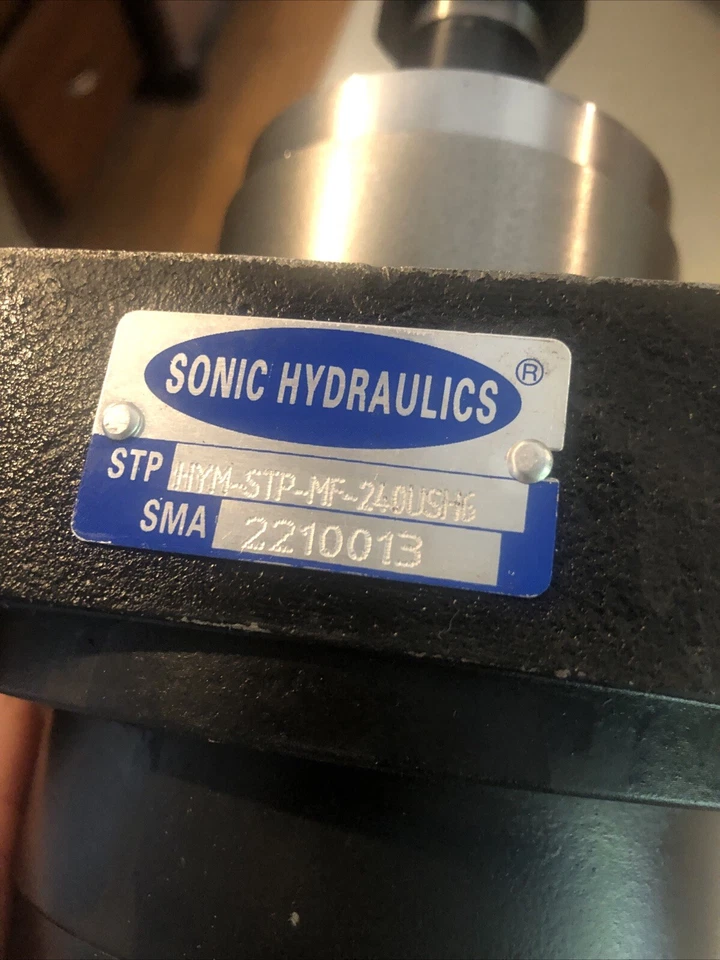 SONIC HYDRAULICS ®
STP HYM-STP-MF-240USH6
SMA 2210013